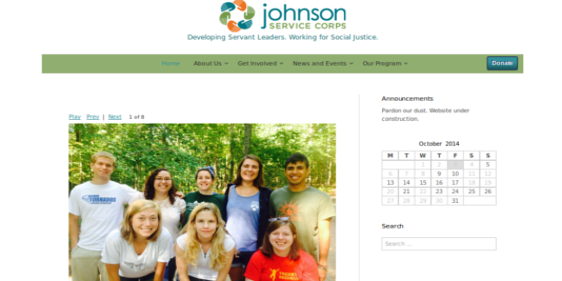 johnson
SERVICE CORPS
Developing Servant Leaders. Working for Social Justice.
Home About Us Get Involved News and Events Our Program Donate
Play Prev | Next 1 of 8
Announcements
Pardon our dust. Website under
construction.
October 2014
M T W T F S S
1 2 3 4 5
6 7 8 9 10 11 12
13 14 15 16 17 18 19
20 21 22 23 24 25 26
27 28 29 30 31
Search
Search...